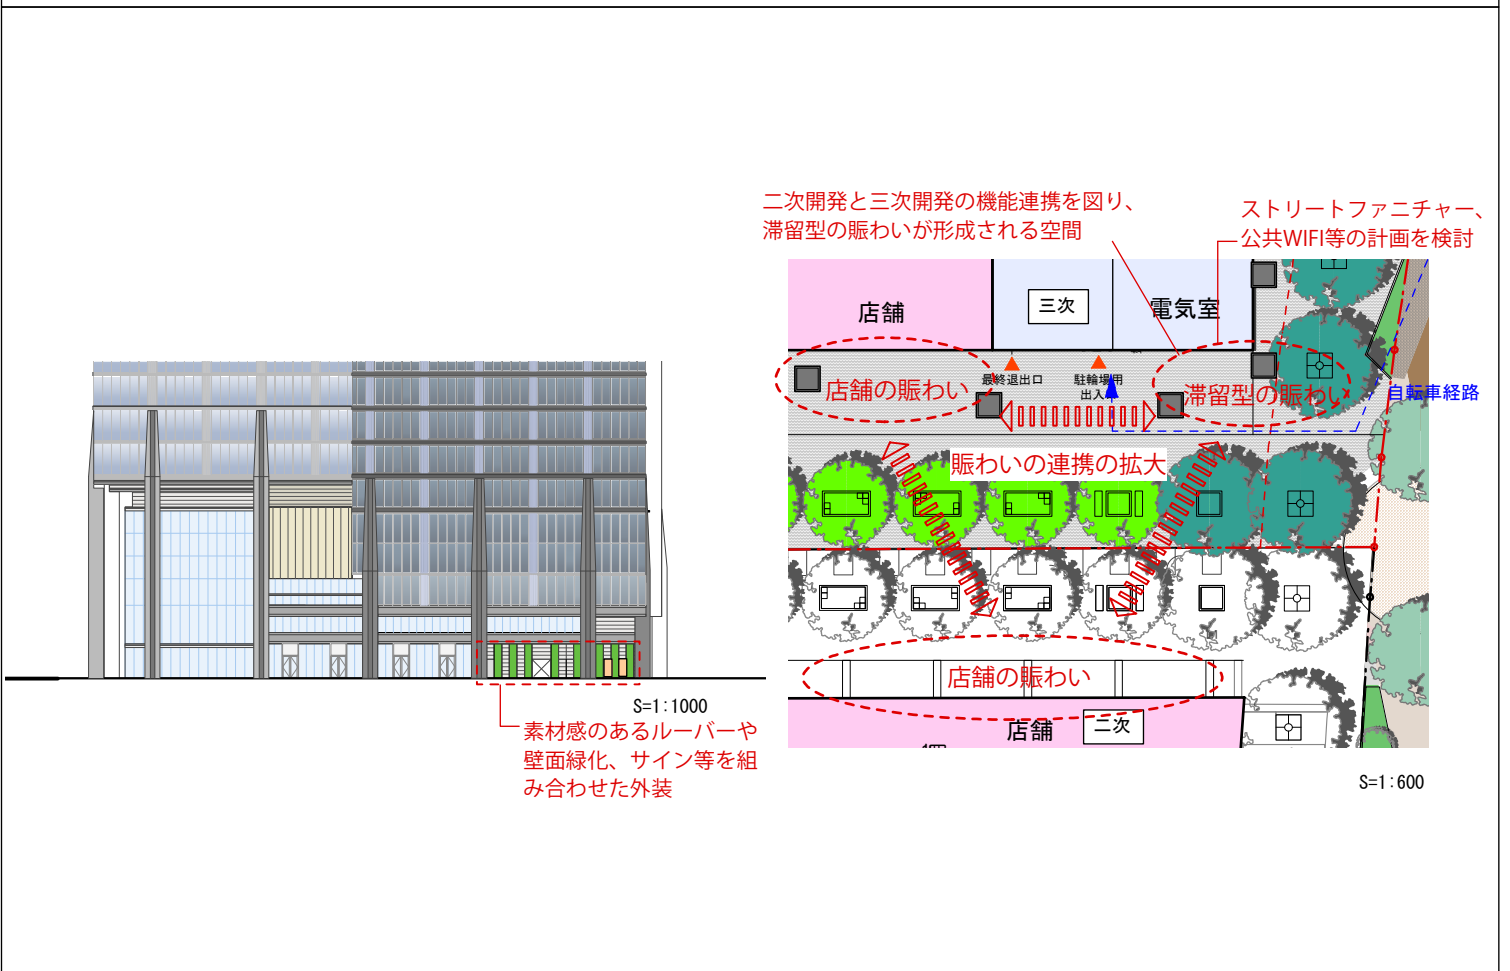 二次開発と三次開発の機能連携を図り、
滞留型の賑わいが形成される空間
ストリートファニチャー、
公共WIFI等の計画を検討
店舗
三次
電気室
最終退出口
駐輪場用
出入
店舗の賑わい
滞留型の賑わい
自転車経路
賑わいの連携の拡大
店舗の賑わい
店舗
二次
S=1:1000
素材感のあるルーバーや
壁面緑化、サイン等を組
み合わせた外装
S=1:600